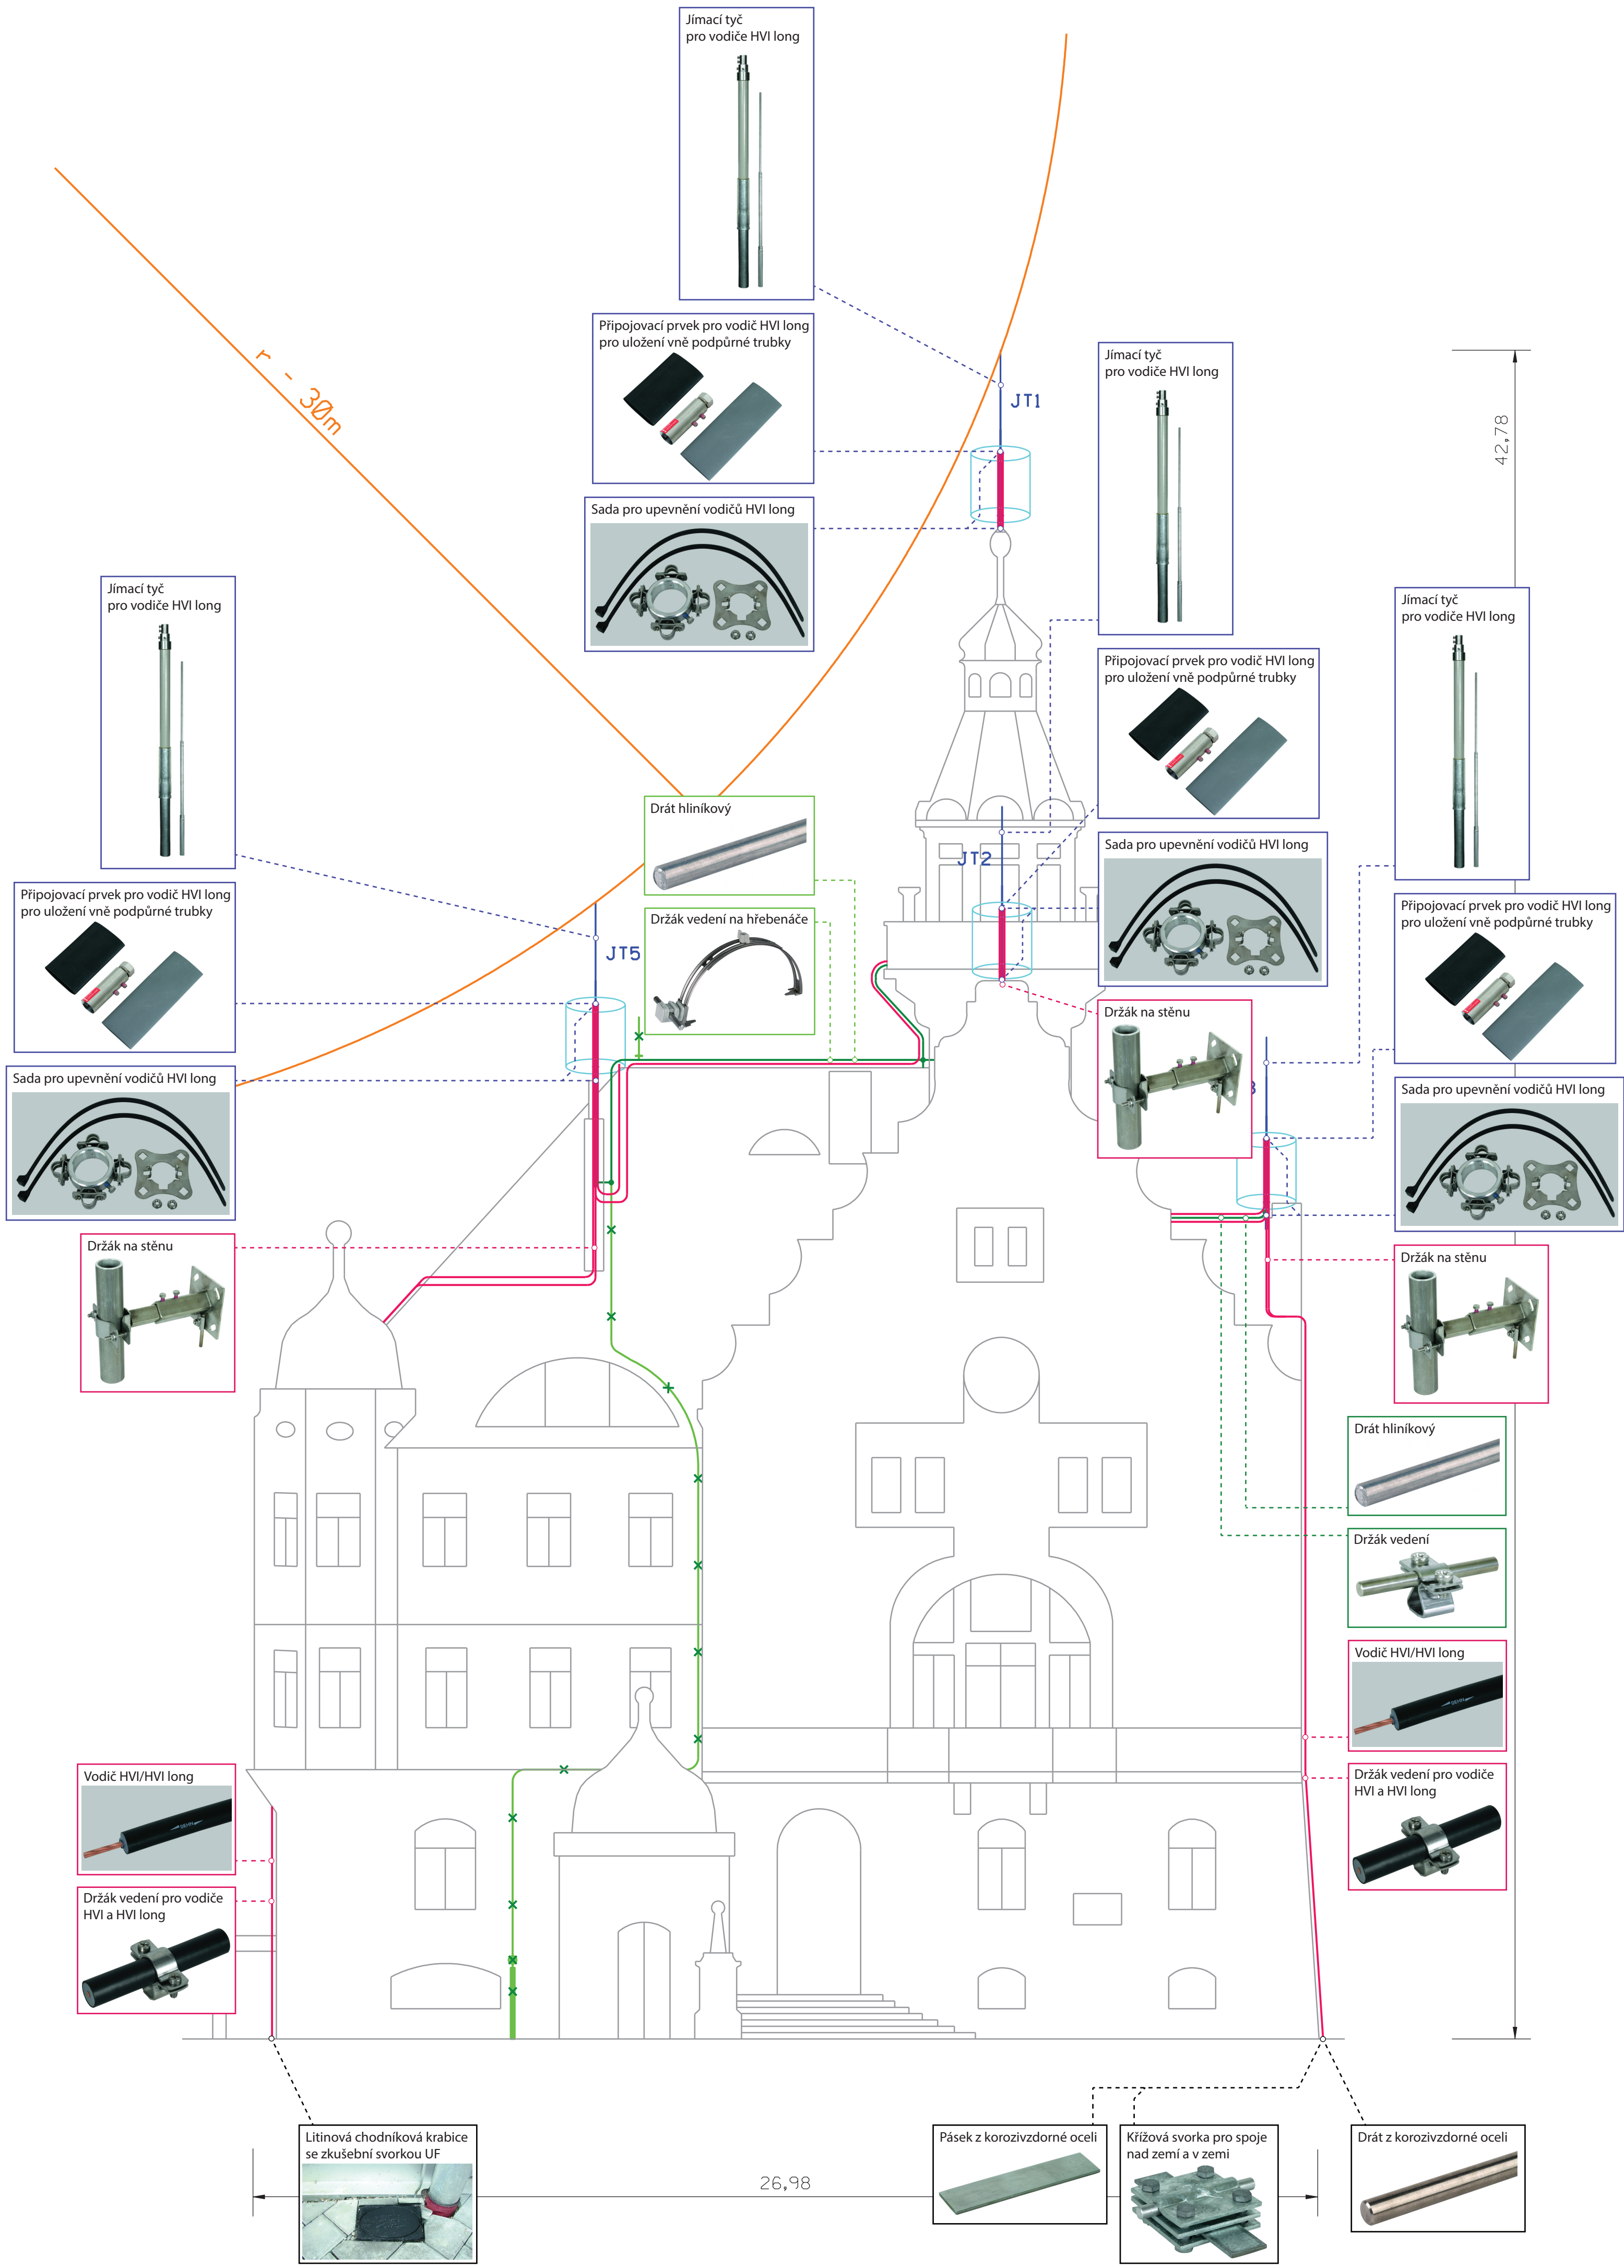 Jímací tyč
pro vodiče HVI long
r - 30m
Připojovací prvek pro vodič HVI long
pro uložení vně podpůrné trubky
JT1
Jímací tyč
pro vodiče HVI long
42,78
Sada pro upevnění vodičů HVI long
Jímací tyč
pro vodiče HVI long
Jímací tyč
pro vodiče HVI long
Připojovací prvek pro vodič HVI long
pro uložení vně podpůrné trubky
Drát hliníkový
JT2
Sada pro upevnění vodičů HVI long
Připojovací prvek pro vodič HVI long
pro uložení vně podpůrné trubky
Připojovací prvek pro vodič HVI long
pro uložení vně podpůrné trubky
Držák vedení na hřebenáče
JT5
Držák na stěnu
Sada pro upevnění vodičů HVI long
Sada pro upevnění vodičů HVI long
Držák na stěnu
Držák na stěnu
Drát hliníkový
Držák vedení
Vodič HVI/HVI long
DEHN
Vodič HVI/HVI long
DEHN
Držák vedení pro vodiče
HVI a HVI long
Držák vedení pro vodiče
HVI a HVI long
Litinová chodníková krabice
se zkušební svorkou UF
Pásek z korozivzdorné oceli
Křížová svorka pro spoje
nad zemí a v zemi
Drát z korozivzdorné oceli
26,98